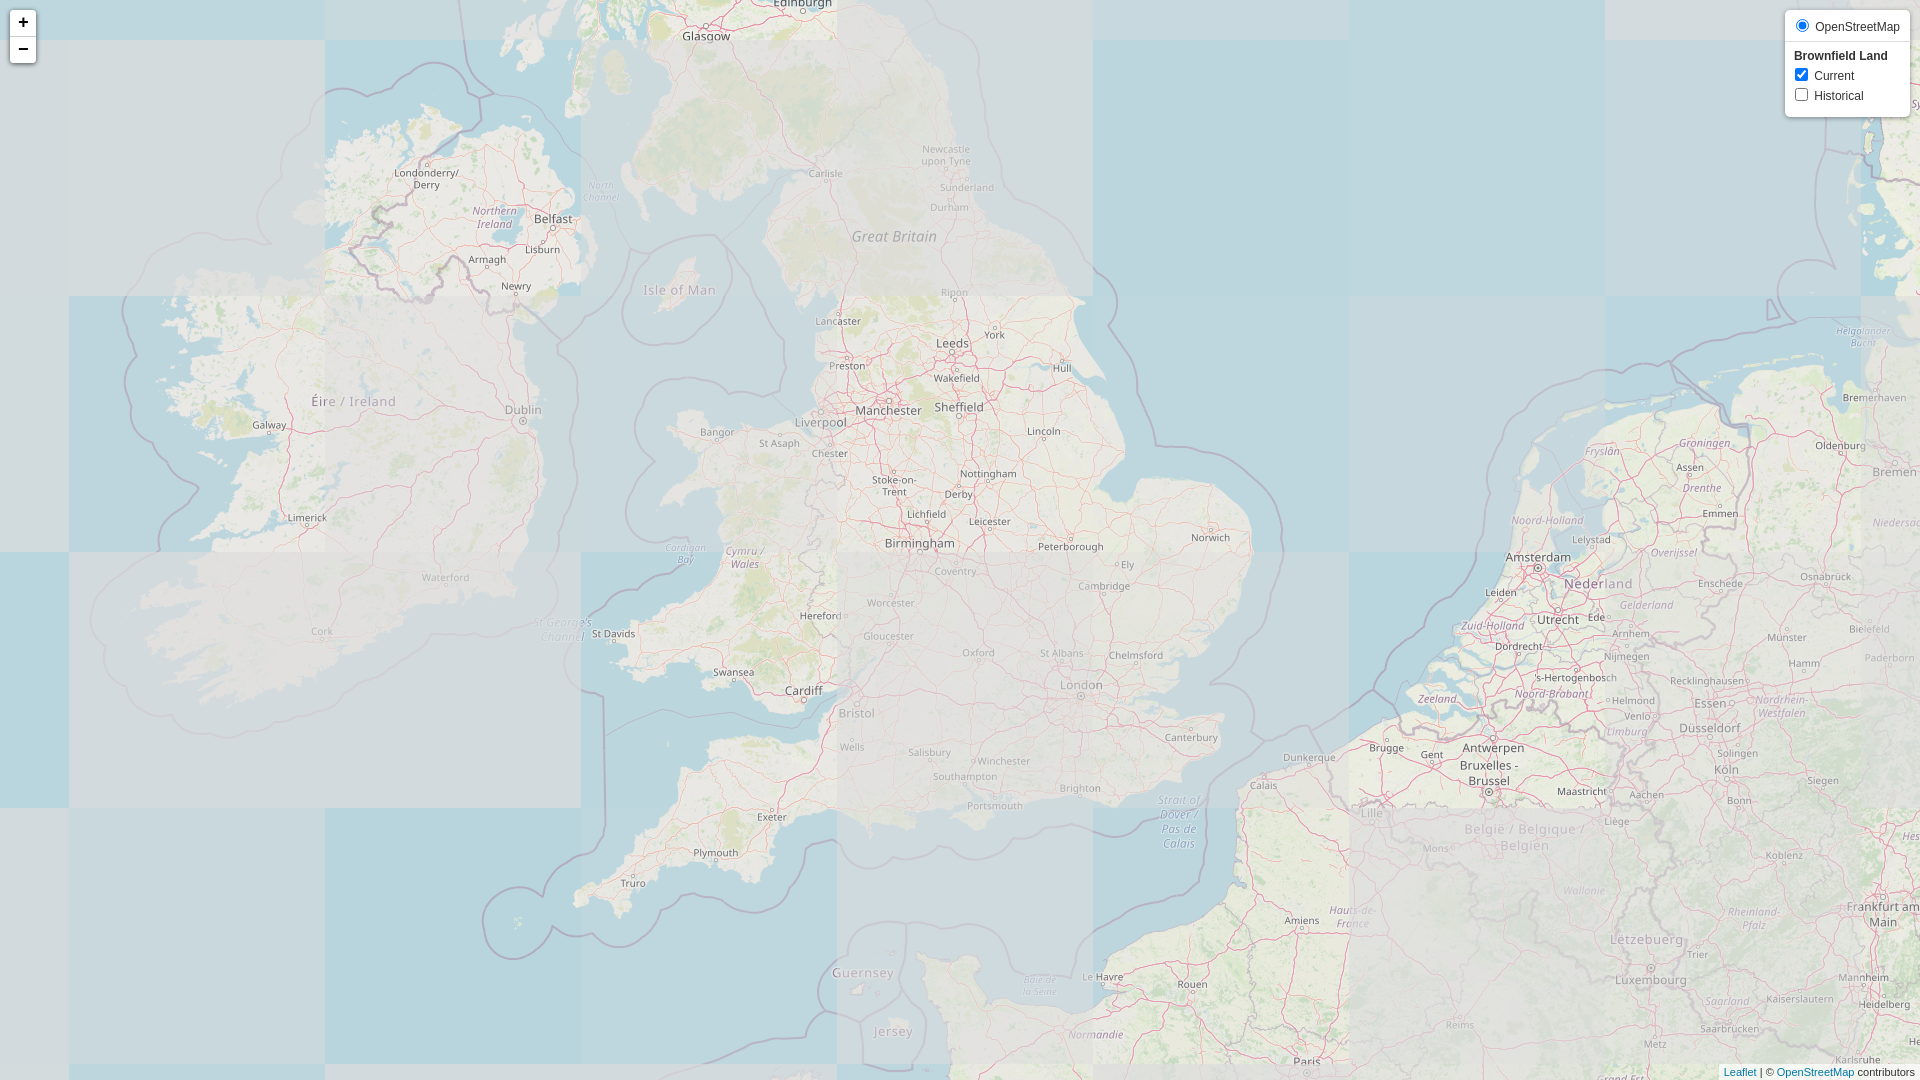 +
−
OpenStreetMap
Brownfield Land
Current
Historical
Edinburgh
Glasgow
Londonderry/
Derry
North
Channel
Northern
Ireland
Belfast
Lisburn
Armagh
Newry
Carlisle
Newcastle
upon Tyne
Sunderland
Durham
Great Britain
Isle of Man
Ripon
Lancaster
York
Leeds
Preston
Wakefield
Hull
Helgoländer
Bucht
Bremerhaven
Éire / Ireland
Dublin
Galway
Manchester
Sheffield
Liverpool
Bangor
St Asaph
Chester
Lincoln
Groningen
Oldenburg
Fryslân
Assen
Bremen
Stoke-on-
Trent
Nottingham
Derby
Drenthe
Limerick
Lichfield
Leicester
Emmen
Noord-Holland
Niedersac
Birmingham
Peterborough
Norwich
Lelystad
Cardigan
Bay
Cymru /
Wales
Overijssel
Amsterdam
Coventry
Ely
Waterford
Cambridge
Nederland
Enschede
Osnabrück
Leiden
Worcester
Gelderland
Hereford
Utrecht
Ede
St George's
Channel
Cork
St Davids
Gloucester
Zuid-Holland
Arnhem
Münster
Bielefeld
Oxford
St Albans
Chelmsford
Dordrecht
Nijmegen
Hamm
Paderborn
Swansea
Cardiff
London
's-Hertogenbosch
Recklinghausen
Zeeland
Noord-Brabant
Helmond
Essen
Nordrhein-
Westfalen
Bristol
Venlo
Limburg
Düsseldorf
Canterbury
Wells
Salisbury
Winchester
Brugge
Gent
Antwerpen
Dunkerque
Solingen
Bruxelles -
Brussel
Köln
Southampton
Brighton
Calais
Maastricht
Aachen
Siegen
Portsmouth
Strait of
Dover /
Pas de
Calais
Bonn
Exeter
Lille
Liège
België / Belgique /
Belgien
Plymouth
Mons
Koblenz
Truro
Wallonie
Amiens
Hauts-de-
France
Rheinland-
Pfalz
Frankfurt am
Main
Lëtzebuerg
Trier
Guernsey
Le Havre
Baie de
la Seine
Rouen
Luxembourg
Mannheim
Saarland
Kaiserslautern
Heidelberg
Jersey
Normandie
Reims
Saarbrücken
Metz
Paris
Karlsruhe
Grand Est
Leaflet | © OpenStreetMap contributors